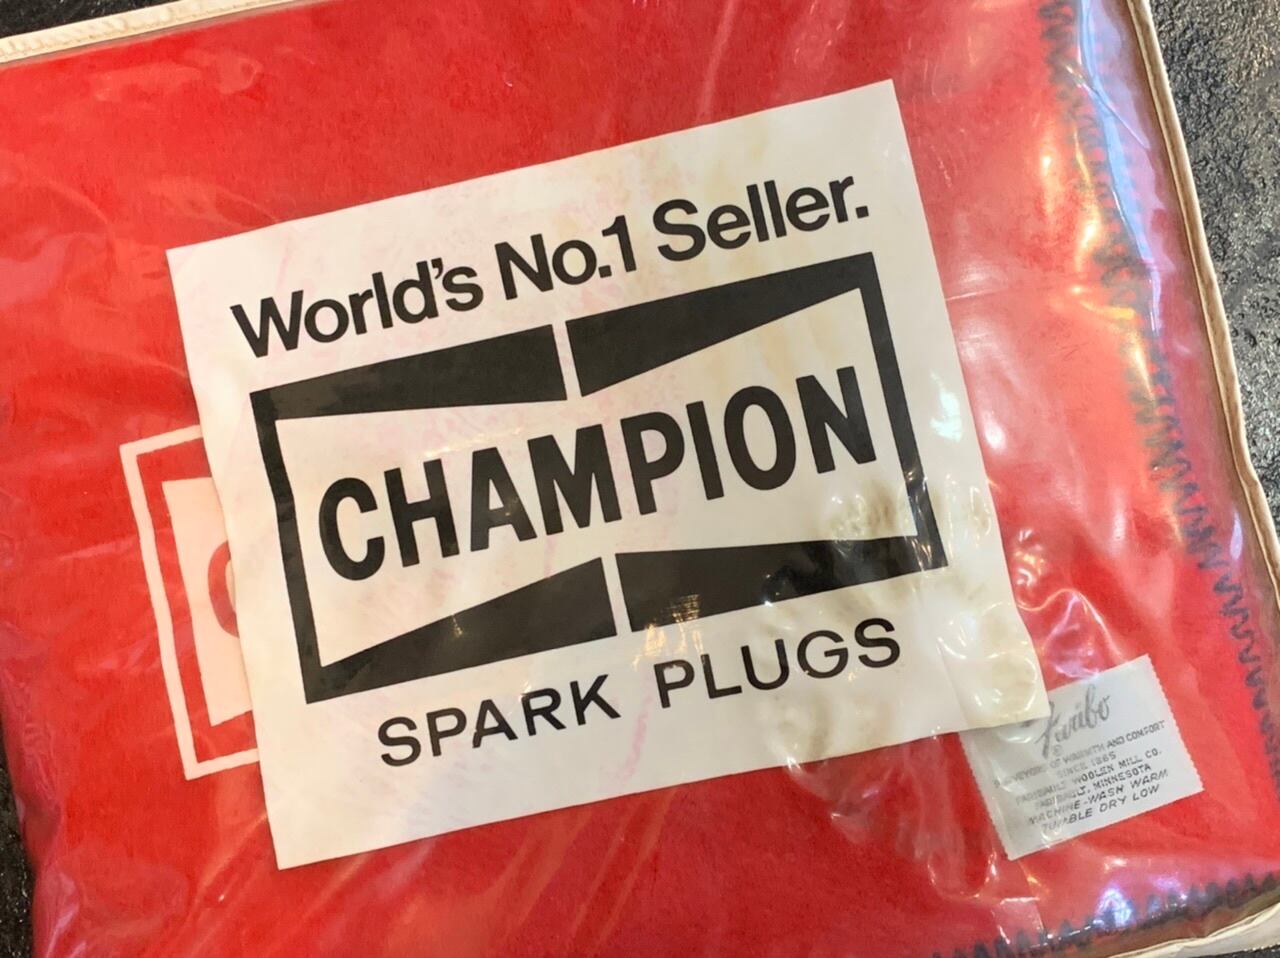 World's No.1 Seller.
CHAMPION
SPARK PLUGS
C
Faribo
®
PURVEYORS OF WARMTH AND COMFORT
SINCE 1865
FARIBAULT WOOLEN MILL CO.
FARIBAULT, MINNESOTA
MACHINE-WASH WARM
TUMBLE DRY LOW